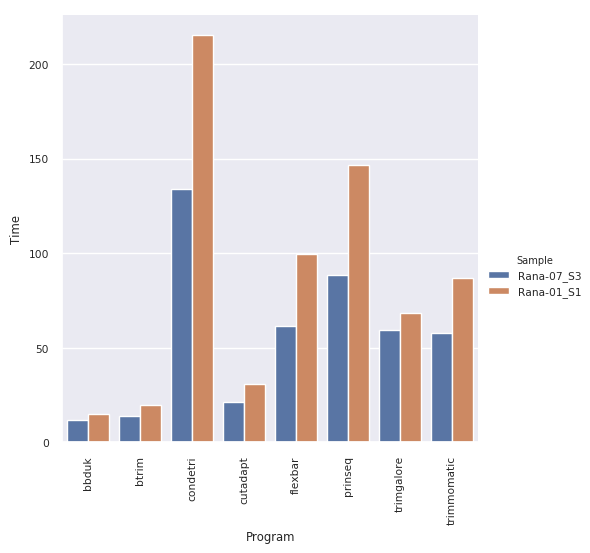 200
150
100
50
0
Time
bbduk
btrim
condetri
cutadapt
flexbar
prinseq
trimgalore
trimmomatic
Program
Sample
Rana-07_S3
Rana-01_S1